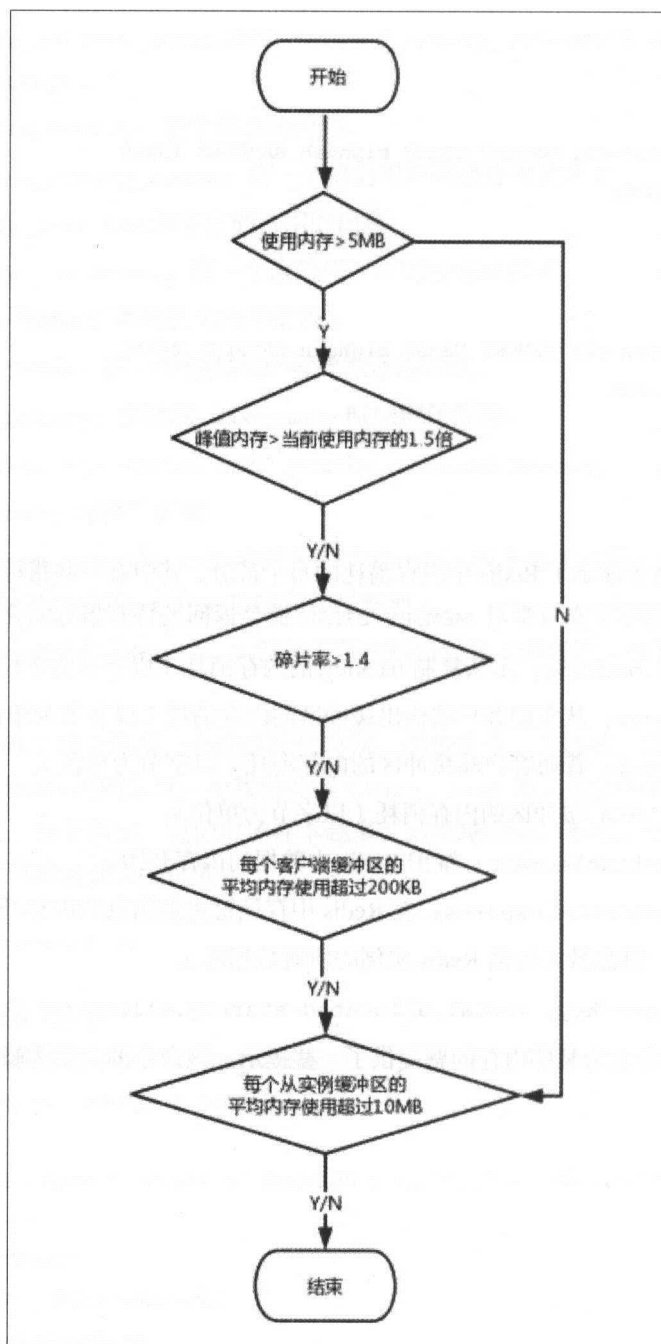 开始
使用内存>5MB
Y
峰值内存>当前使用内存的1.5倍
Y/N
N
碎片率>1.4
Y/N
每个客户端缓冲区的
平均内存使用超过200KB
Y/N
每个从实例缓冲区的
平均内存使用超过10MB
Y/N
结束